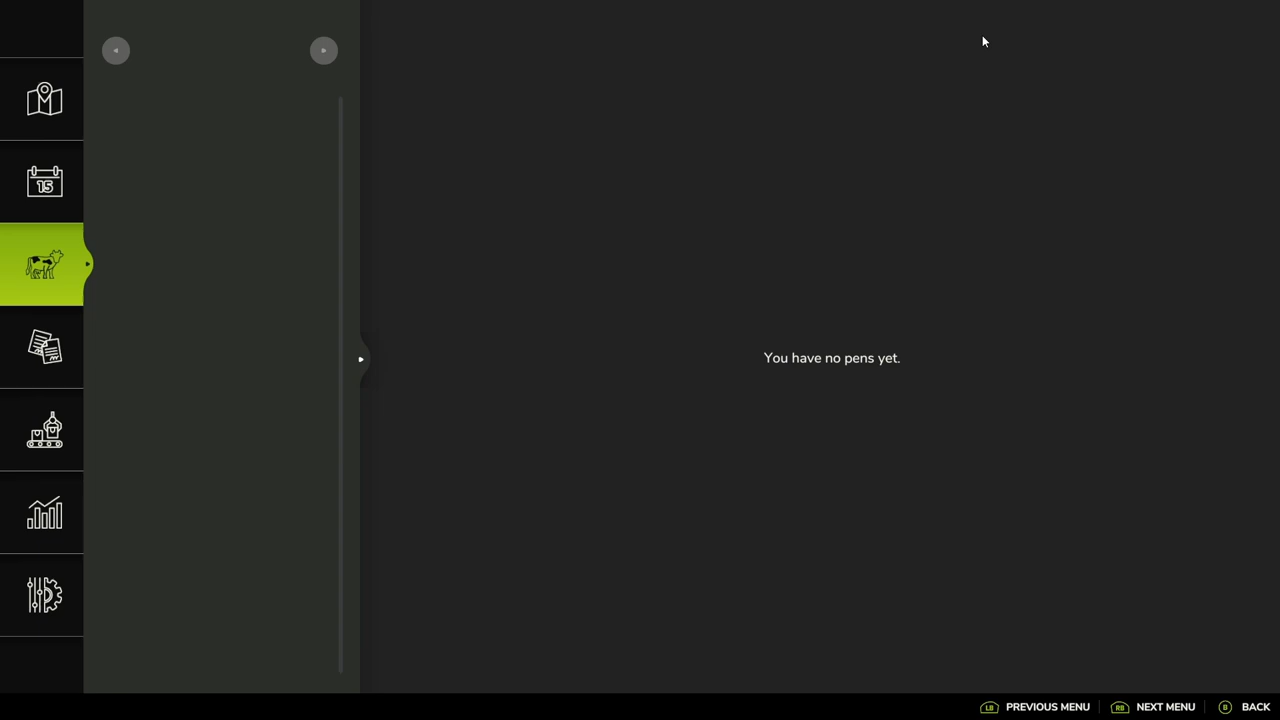 15
You have no pens yet.
LB PREVIOUS MENU
RB NEXT MENU
B BACK